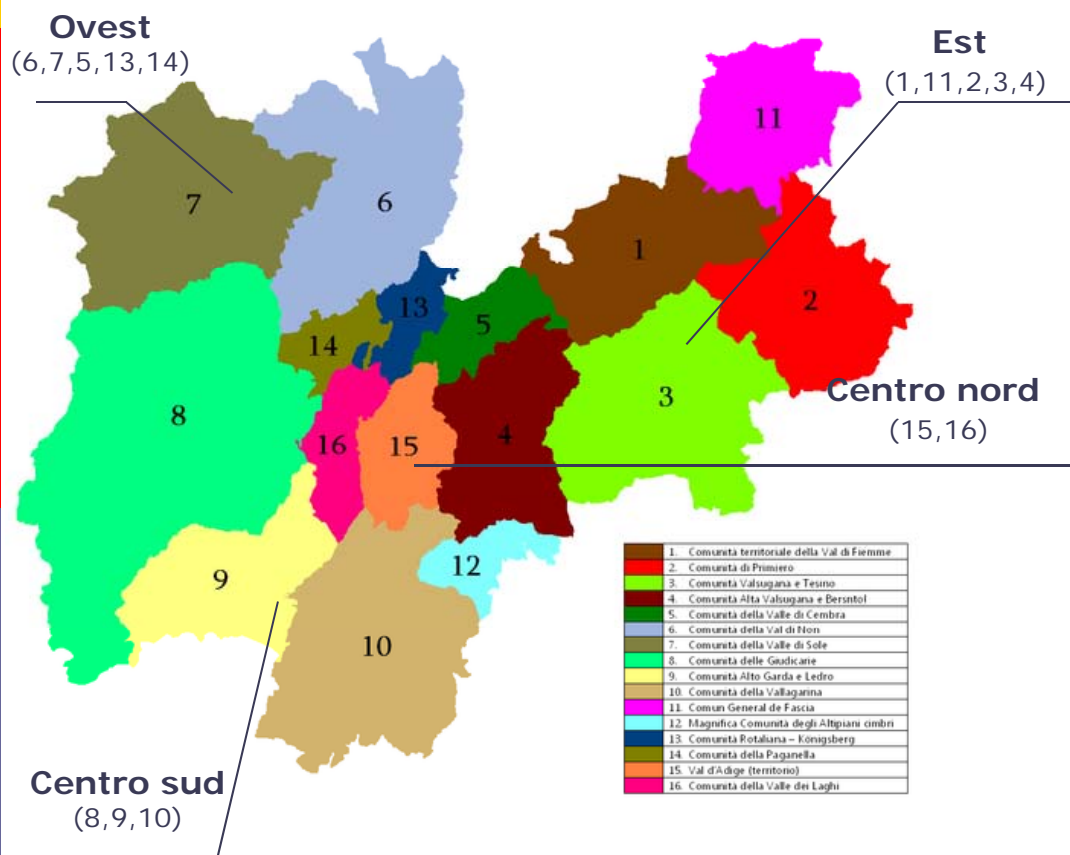 Ovest
(6,7,5,13,14)
Est
(1,11,2,3,4)
11
7
6
1
2
13
5
14
8
3
Centro nord
(15,16)
16
15
4
12
9
10
1. Comunità territoriale della Val di Fiemme
2. Comunità di Primiero
3. Comunità Valsugana e Tesino
4. Comunità Alta Valsugana e Bersntol
5. Comunità della Valle di Cembra
6. Comunità della Val di Non
7. Comunità della Valle di Sole
8. Comunità delle Giudicarie
9. Comunità Alto Garda e Ledro
10. Comunità della Vallagarina
11. Comun General de Fascia
12. Magnifica Comunità degli Altipiani cimbri
13. Comunità Rotaliana – Königsberg
14. Comunità della Paganella
15. Val d'Adige (territorio)
16. Comunità della Valle dei Laghi
Centro sud
(8,9,10)